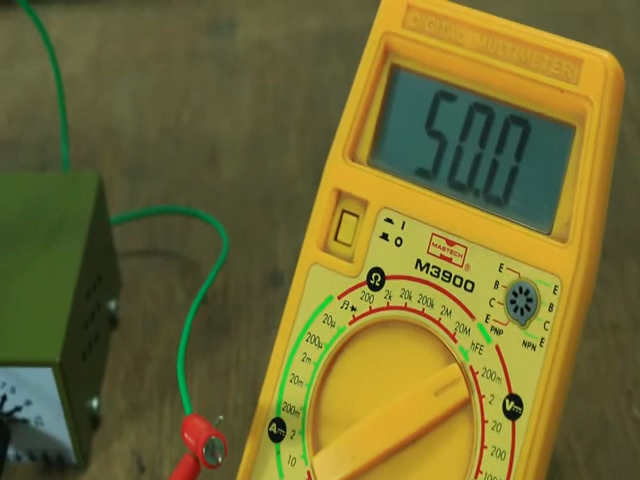 DIGITAL MULTIMETER
50.0
I
O
MASTECH
®
M3900
E
B
C
E
PNP
E
B
C
E
NPN
Ω
200
2k
20k
200k
2M
20M
hFE
200m
2
20
200
V
20μ
200μ
2m
20m
200m
2
10
A